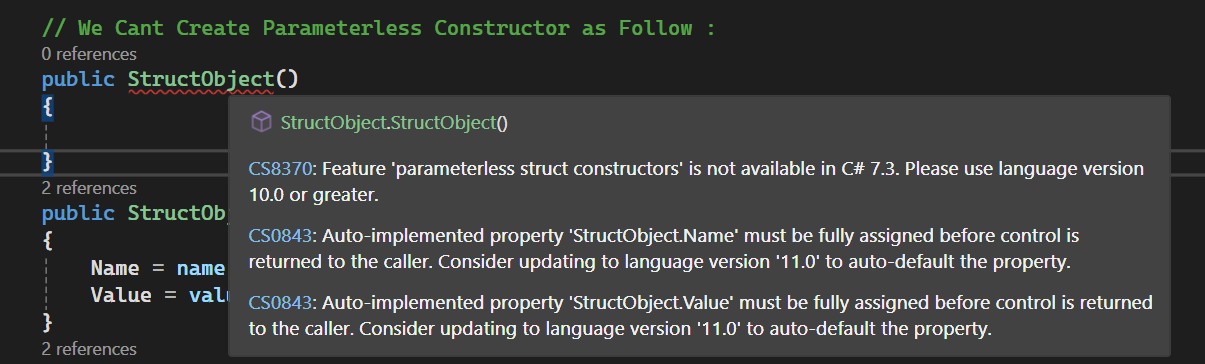 // We Cant Create Parameterless Constructor as Follow :
0 references
public StructObject()
{
StructObject.StructObject()
CS8370: Feature 'parameterless struct constructors' is not available in C# 7.3. Please use language version
10.0 or greater.
}
2 references
public StructOb
CS0843: Auto-implemented property 'StructObject.Name' must be fully assigned before control is
returned to the caller. Consider updating to language version '11.0' to auto-default the property.
{
Name = name
Value = valu
CS0843: Auto-implemented property 'StructObject.Value' must be fully assigned before control is returned
to the caller. Consider updating to language version '11.0' to auto-default the property.
}
2 references